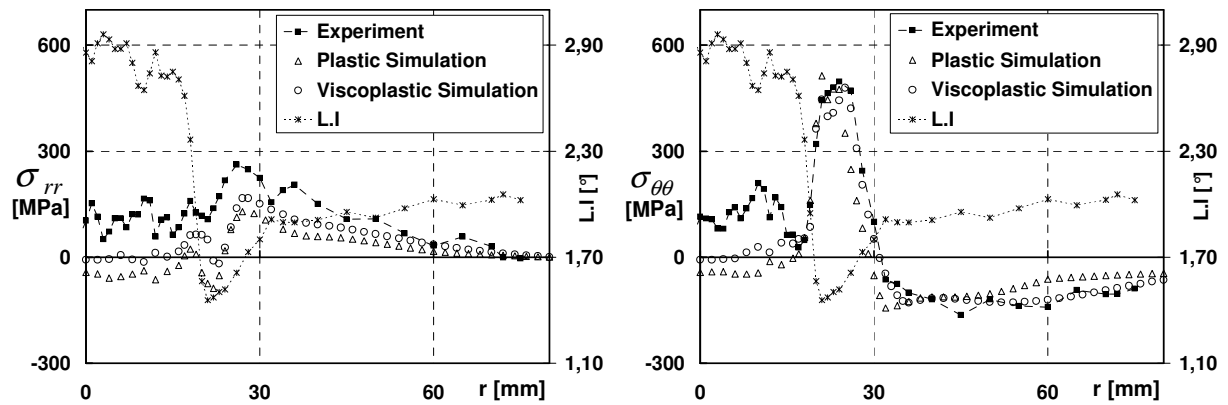 600
300
0
-300
σrr
[MPa]
Experiment
Plastic Simulation
Viscoplastic Simulation
L.I
2,90
2,30
1,70
1,10
L.I [°]
0
30
60
r [mm]
600
300
0
-300
σθθ
[MPa]
Experiment
Plastic Simulation
Viscoplastic Simulation
L.I
2,90
2,30
1,70
1,10
L.I [°]
0
30
60
r [mm]